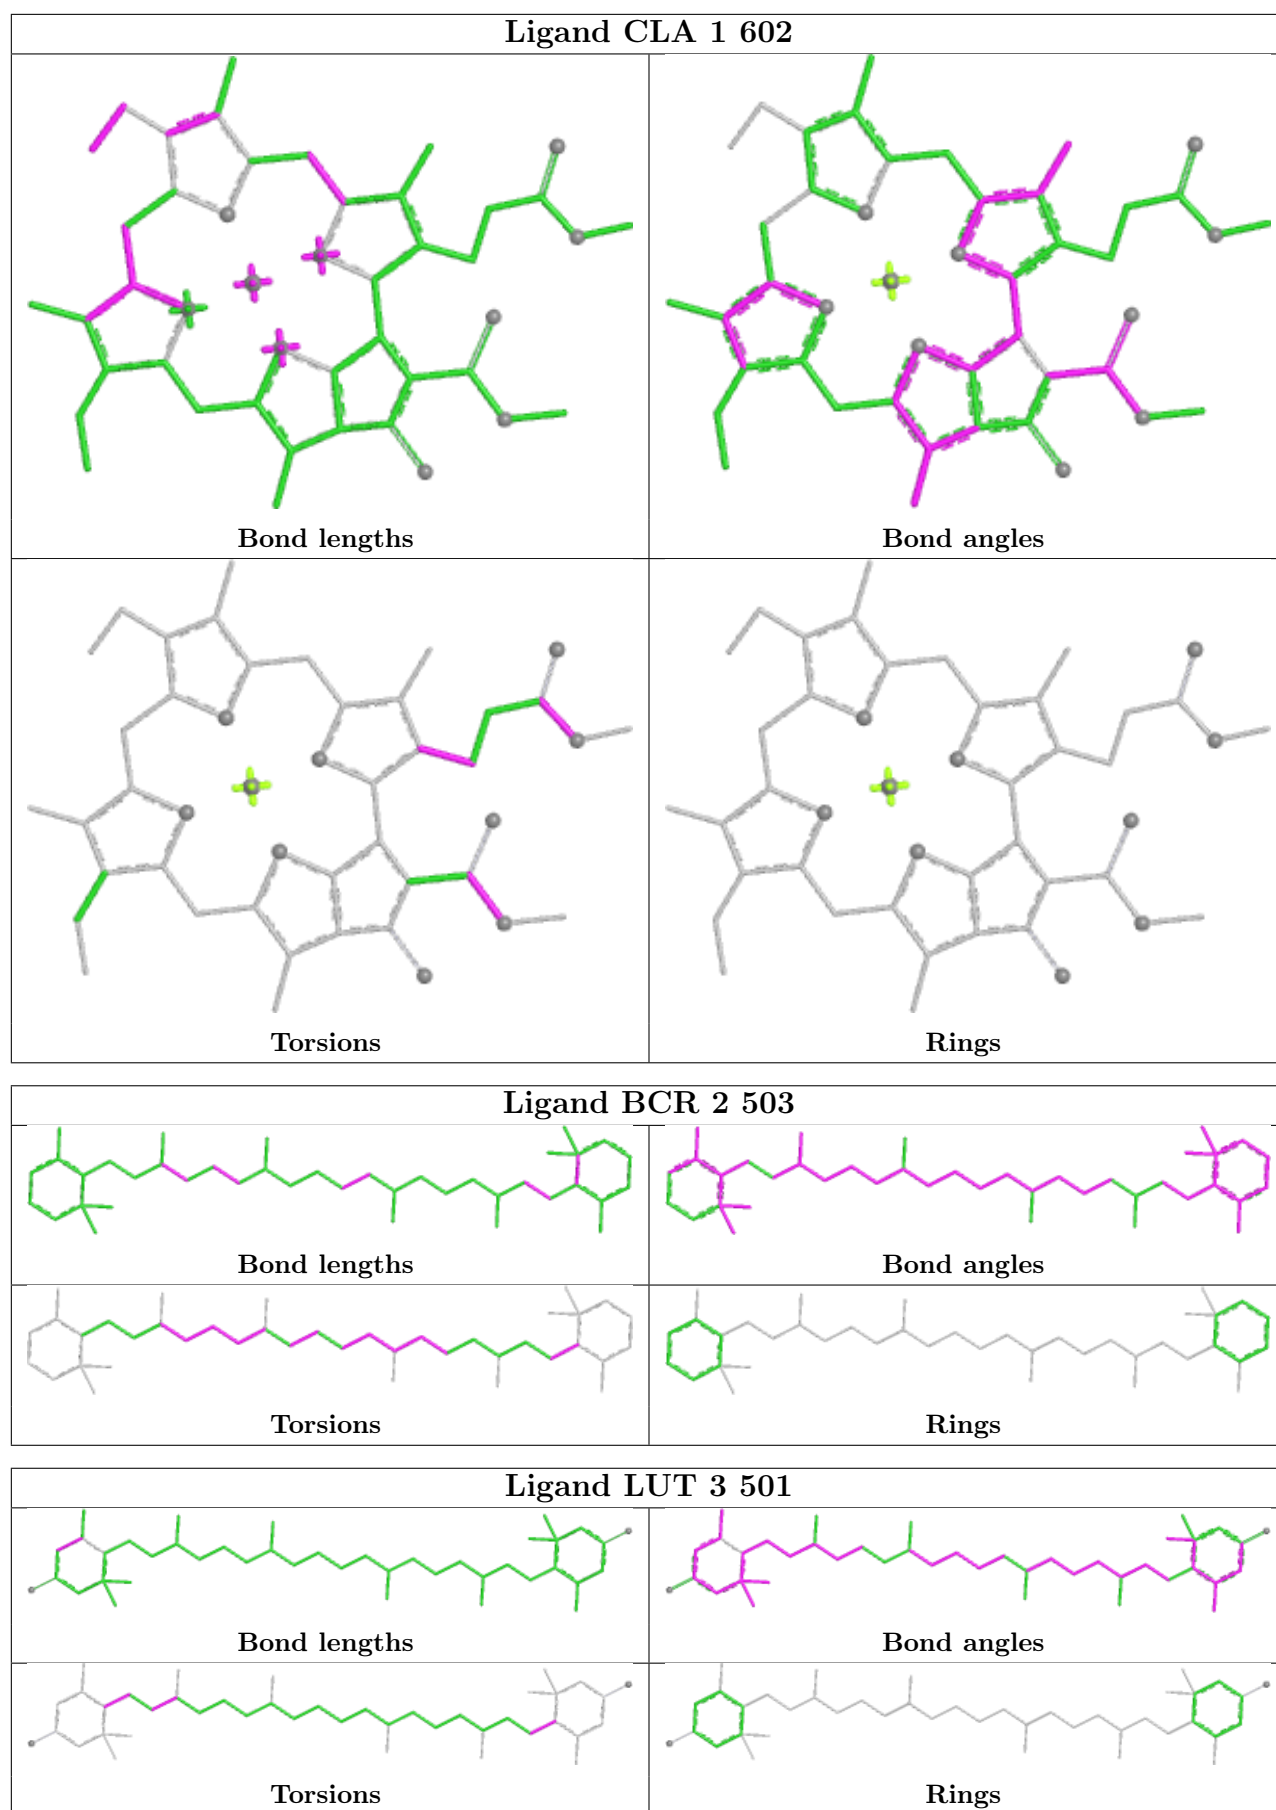 Ligand CLA 1 602
Bond lengths
Bond angles
Torsions
Rings
Ligand BCR 2 503
Bond lengths
Bond angles
Torsions
Rings
Ligand LUT 3 501
Bond lengths
Bond angles
Torsions
Rings